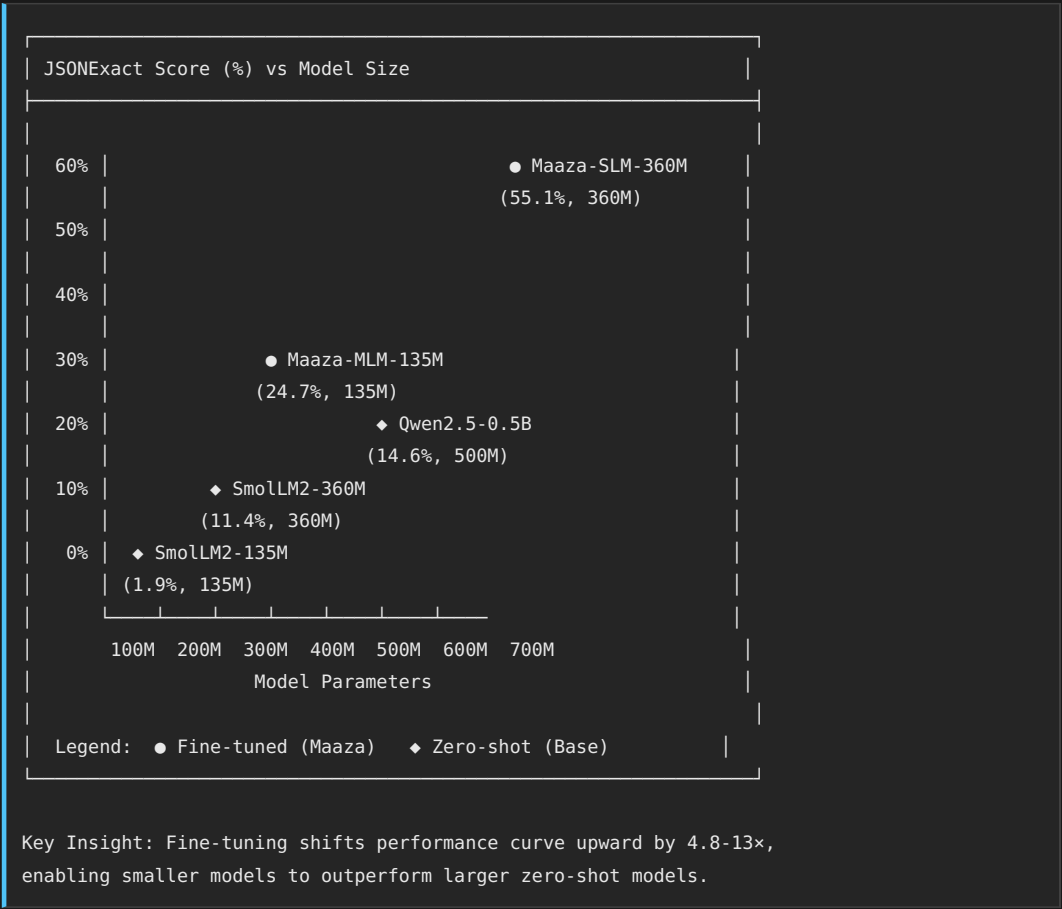 JSONExact Score (%) vs Model Size
60% ● Maaza-SLM-360M
(55.1%, 360M)
50%
40%
30% ● Maaza-MLM-135M
(24.7%, 135M)
20% ◆ Qwen2.5-0.5B
(14.6%, 500M)
10% ◆ SmolLM2-360M
(11.4%, 360M)
0% ◆ SmolLM2-135M
(1.9%, 135M)
100M 200M 300M 400M 500M 600M 700M
Model Parameters
Legend: ● Fine-tuned (Maaza) ◆ Zero-shot (Base)
Key Insight: Fine-tuning shifts performance curve upward by 4.8-13×,
enabling smaller models to outperform larger zero-shot models.